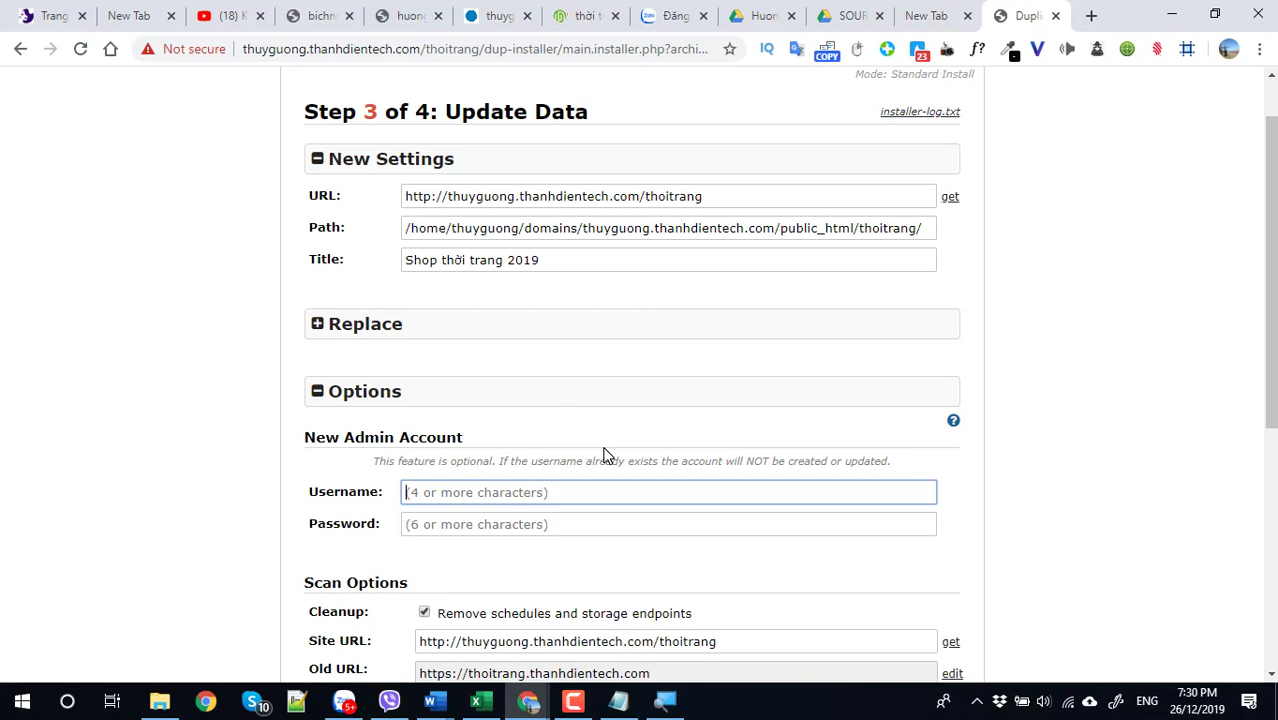 Trang
New Tab
(18) K
bichn
huong
thuyg
thời t
Đăng
Huon
SOUR
New Tab
Dupli
Not secure
thuyguong.thanhdientech.com/thoitrang/dup-installer/main.installer.php?archi...
COPY
23
Mode: Standard Install
Step 3 of 4: Update Data
installer-log.txt
New Settings
URL:
http://thuyguong.thanhdientech.com/thoitrang
get
Path:
/home/thuyguong/domains/thuyguong.thanhdientech.com/public_html/thoitrang/
Title:
Shop thời trang 2019
Replace
Options
New Admin Account
This feature is optional. If the username already exists the account will NOT be created or updated.
Username:
(4 or more characters)
Password:
(6 or more characters)
Scan Options
Cleanup:
Remove schedules and storage endpoints
Site URL:
http://thuyguong.thanhdientech.com/thoitrang
get
Old URL:
https://thoitrang.thanhdientech.com
edit
10
5+
ENG
7:30 PM
26/12/2019